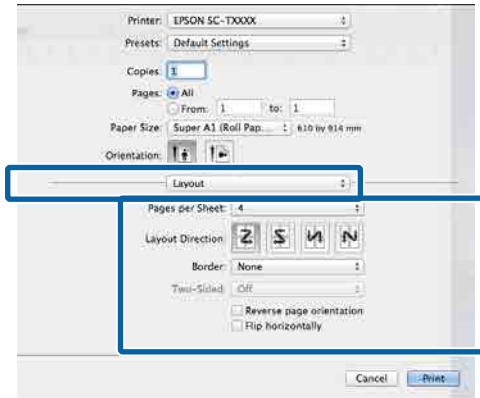 Printer: EPSON SC-TXXXX
Presets: Default Settings
Copies: 1
Pages: All
From: 1 to: 1
Paper Size: Super A1 (Roll Pap... 610 by 914 mm
Orientation:
Layout
Pages per Sheet: 4
Layout Direction:
Border: None
Two-Sided: Off
Reverse page orientation
Flip horizontally
Cancel Print